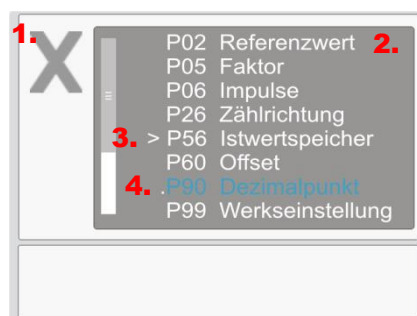 1.
X
P02 Referenzwert 2.
P05 Faktor
P06 Impulse
P26 Zählrichtung
3. > P56 Istwertspeicher
P60 Offset
4. .P90 Dezimalpunkt
P99 Werkseinstellung